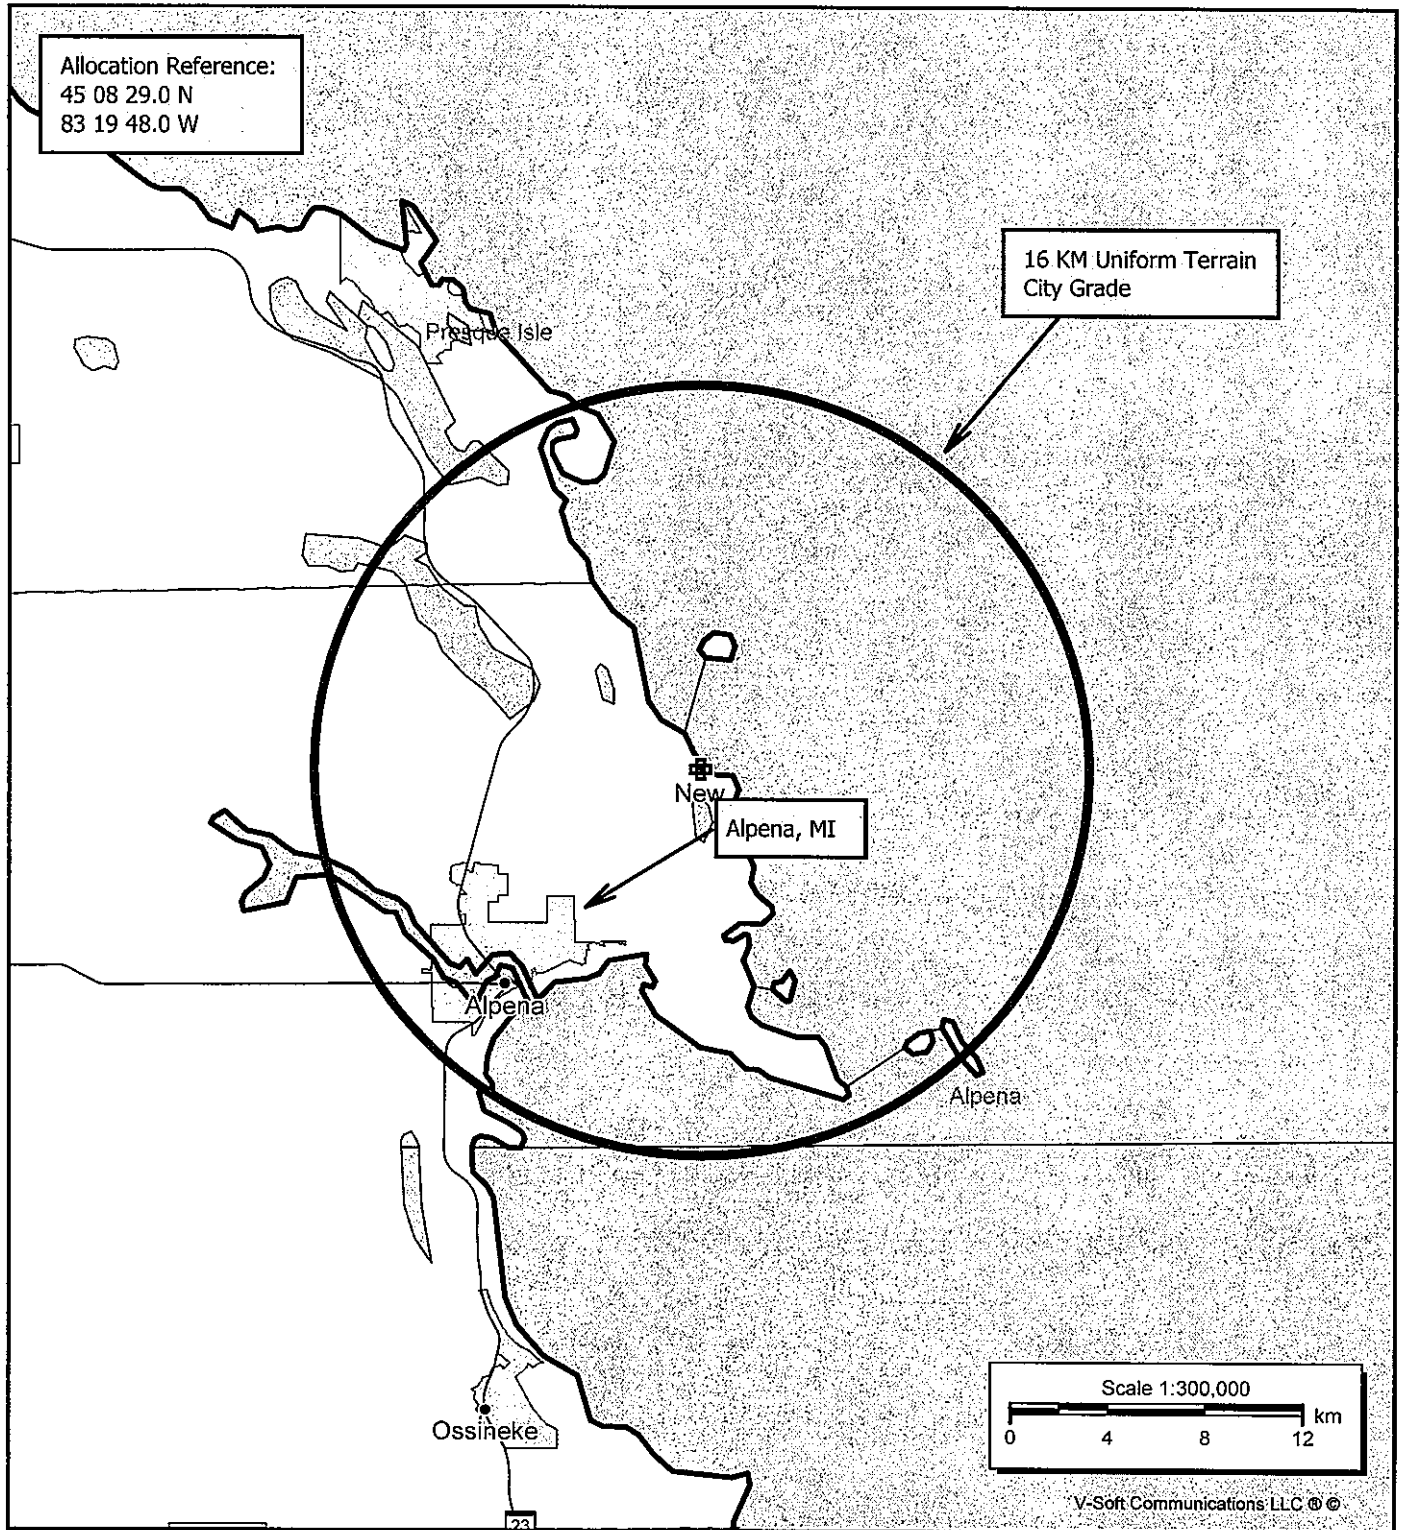 Allocation Reference:
45 08 29.0 N
83 19 48.0 W
16 KM Uniform Terrain
City Grade
Presque Isle
New
Alpena, MI
Alpena
Alpena
Scale 1:300,000
km
0 4 8 12
Ossineke
V-Soft Communications LLC ® ©
23